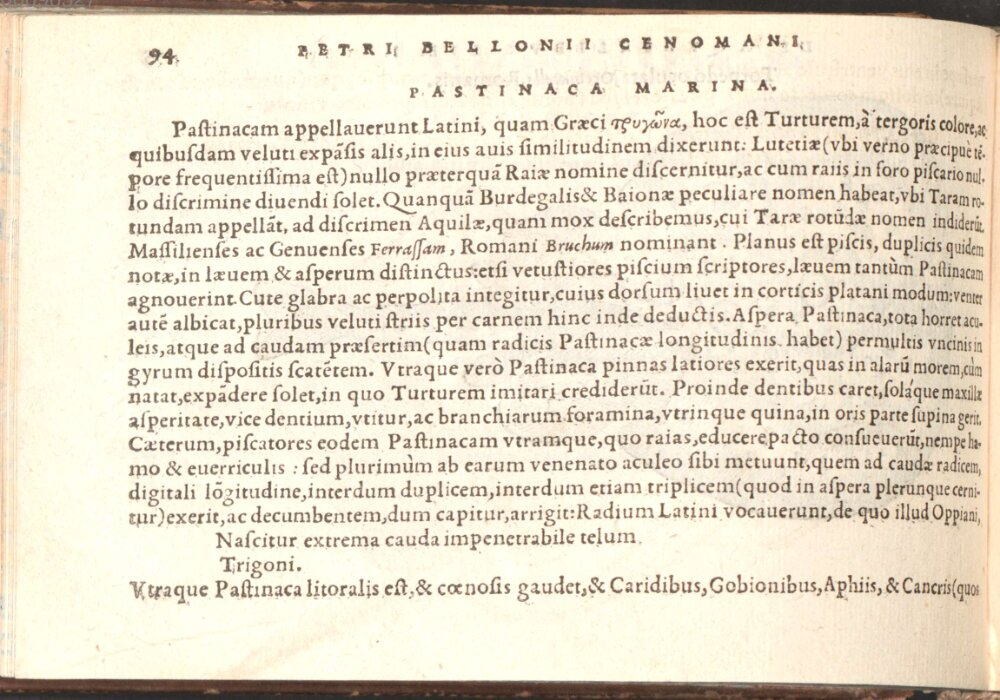 94 PETRI BELLONII CENOMANI
PASTINACA MARINA.
Paſtinacam appellauerunt Latini, quam Græci τρυγῶνα, hoc eſt Turturem, à tergoris colore, ac
quibuſdam veluti expãſis alis, in eius auis ſimilitudinem dixerunt: Lutetiæ (vbi verno præcipuè tẽ-
pore frequentiſſima eſt) nullo præterquã Raiæ nomine diſcernitur, ac cum raiis in foro piſcario nul-
lo diſcrimine diuendi ſolet. Quanquã Burdegalis & Baionæ peculiare nomen habeat, vbi Taram ro-
tundam appellãt, ad diſcrimen Aquilæ, quam mox deſcribemus, cui Taræ rotũdæ nomen indiderũt.
Maſſilienſes ac Genuenſes Ferraſſam, Romani Bruchum nominant. Planus eſt piſcis, duplicis quidem
notæ, in læuem & aſperum diſtinctus: etſi vetuſtiores piſcium ſcriptores, læuem tantùm Paſtinacam
agnouerint. Cute glabra ac perpolita integitur, cuius dorſum liuet in corticis platani modum: venter
autẽ albicat, pluribus veluti ſtriis per carnem hinc inde deductis. Aſpera Paſtinaca, tota horret acu-
leis, atque ad caudam præſertim (quam radicis Paſtinacæ longitudinis habet) permultis vncinis in
gyrum diſpoſitis ſcatẽtem. Vtraque verò Paſtinaca pinnas latiores exerit, quas in alarũ morem, cùm
natat, expãdere ſolet, in quo Turturem imitari crediderũt. Proinde dentibus caret, ſoláque maxillæ
aſperitate, vice dentium, vtitur, ac branchiarum foramina, vtrinque quina, in oris parte ſupina gerit.
Cæterum, piſcatores eodem Paſtinacam vtramque, quo raias, educere pacto conſueuerũt, nempe ha-
mo & euerriculis: ſed plurimùm ab earum venenato aculeo ſibi metuunt, quem ad caudæ radicem,
digitali lõgitudine, interdum duplicem, interdum etiam triplicem (quod in aſpera plerunque cerni-
tur) exerit, ac decumbentem, dum capitur, arrigit: Radium Latini vocauerunt, de quo illud Oppiani,
Naſcitur extrema cauda impenetrabile telum
Trigoni.
Vtraque Paſtinaca litoralis eſt, & cœnoſis gaudet, & Caridibus, Gobionibus, Aphiis, & Cancris (quos